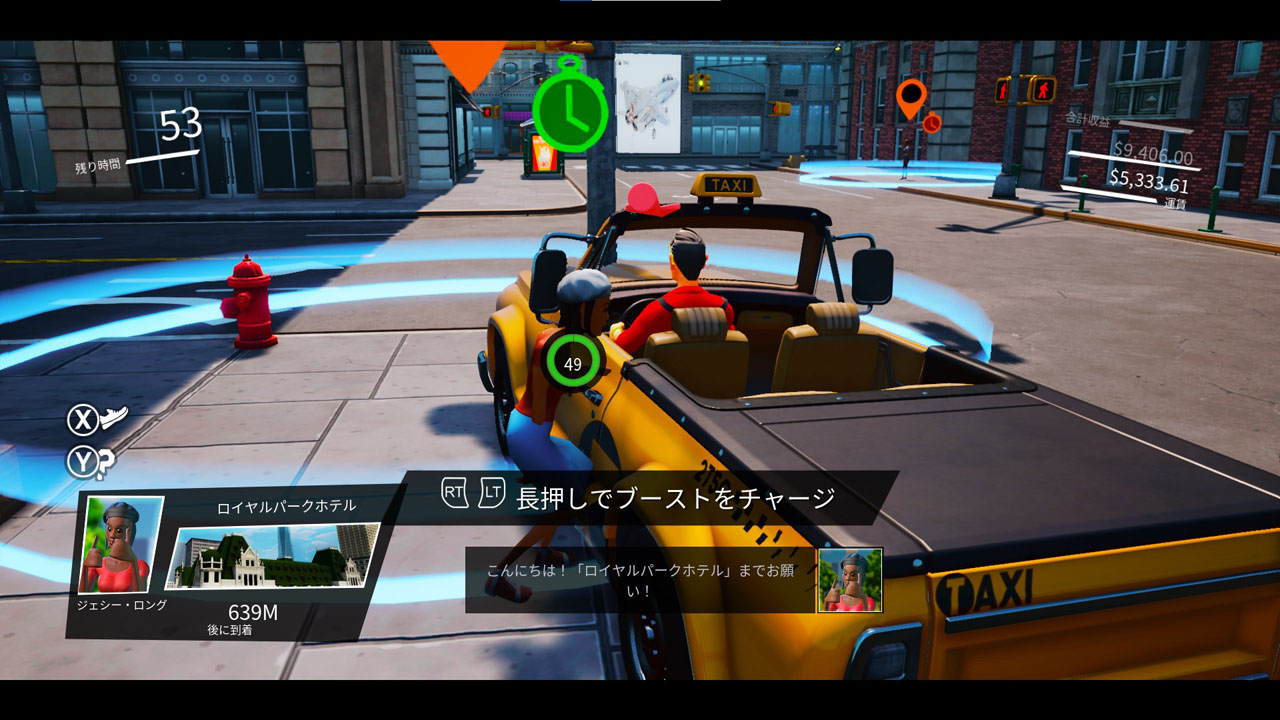 53
残り時間
合計収益
$9,406.00
$5,333.61
運賃
TAXI
49
X
Y?
RT LT 長押しでブーストをチャージ
ロイヤルパークホテル
ジェシー・ロング
639M
後に到着
こんにちは！「ロイヤルパークホテル」までお願
い！
TAXI